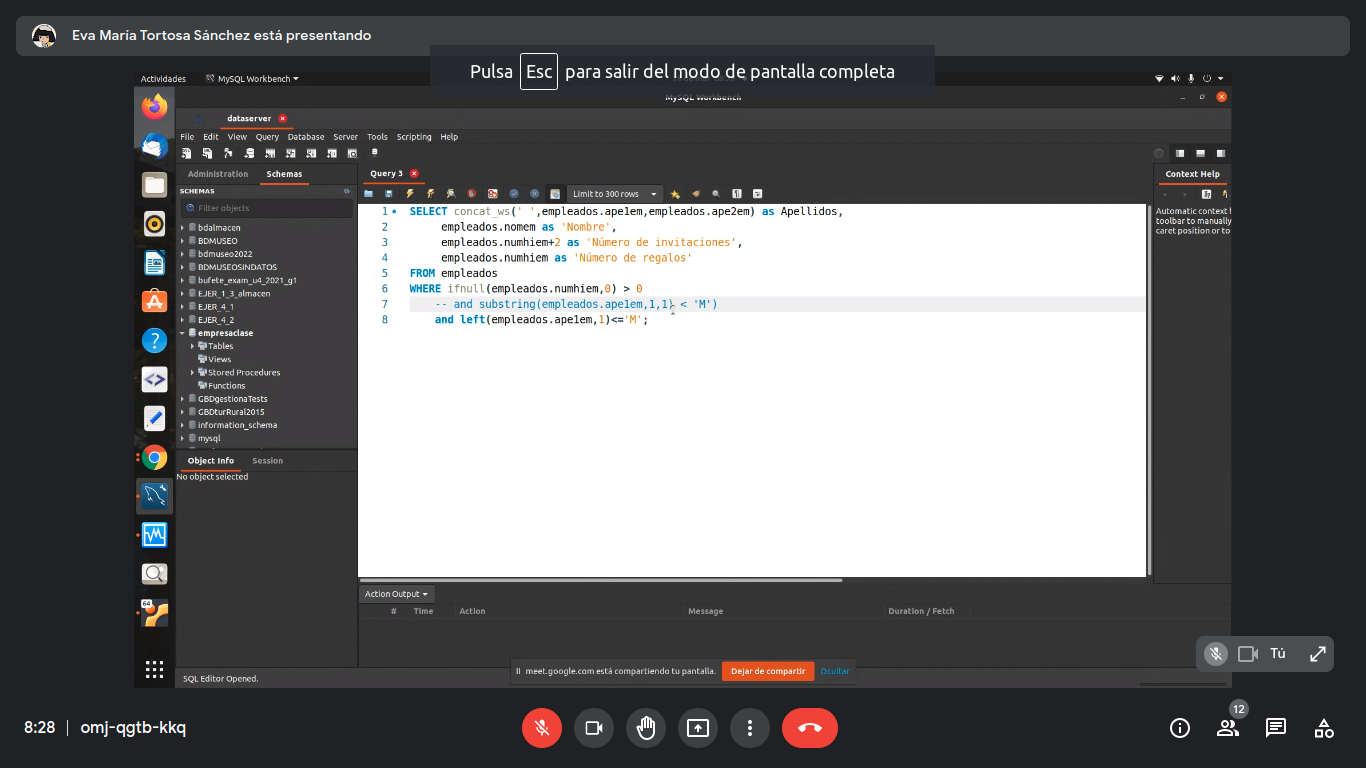 Eva María Tortosa Sánchez está presentando
Pulsa Esc para salir del modo de pantalla completa
Actividades MySQL Workbench
MySQL Workbench
dataserver
File Edit View Query Database Server Tools Scripting Help
Administration Schemas
Query 3
Context Help
SCHEMAS
Filter objects
Limit to 300 rows
Automatic context h
toolbar to manually
caret position or to
bdalmacen
BDMUSEO
bdmuseo2022
BDMUSEOSINDATOS
bufete_exam_u4_2021_g1
EJER_1_3_almacen
EJER_4_1
EJER_4_2
empresaclase
Tables
Views
Stored Procedures
Functions
GBDgestionaTests
GBDturRural2015
information_schema
mysql
1 SELECT concat_ws(' ',empleados.ape1em,empleados.ape2em) as Apellidos,
2 empleados.nomem as 'Nombre',
3 empleados.numhiem+2 as 'Número de invitaciones',
4 empleados.numhiem as 'Número de regalos'
5 FROM empleados
6 WHERE ifnull(empleados.numhiem,0) > 0
7 -- and substring(empleados.ape1em,1,1) < 'M')
8 and left(empleados.ape1em,1)<='M';
Object Info Session
No object selected
Action Output
# Time Action Message Duration / Fetch
64
SQL Editor Opened.
meet.google.com está compartiendo tu pantalla. Dejar de compartir Ocultar
Tú
8:28 omj-qgtb-kkq
12